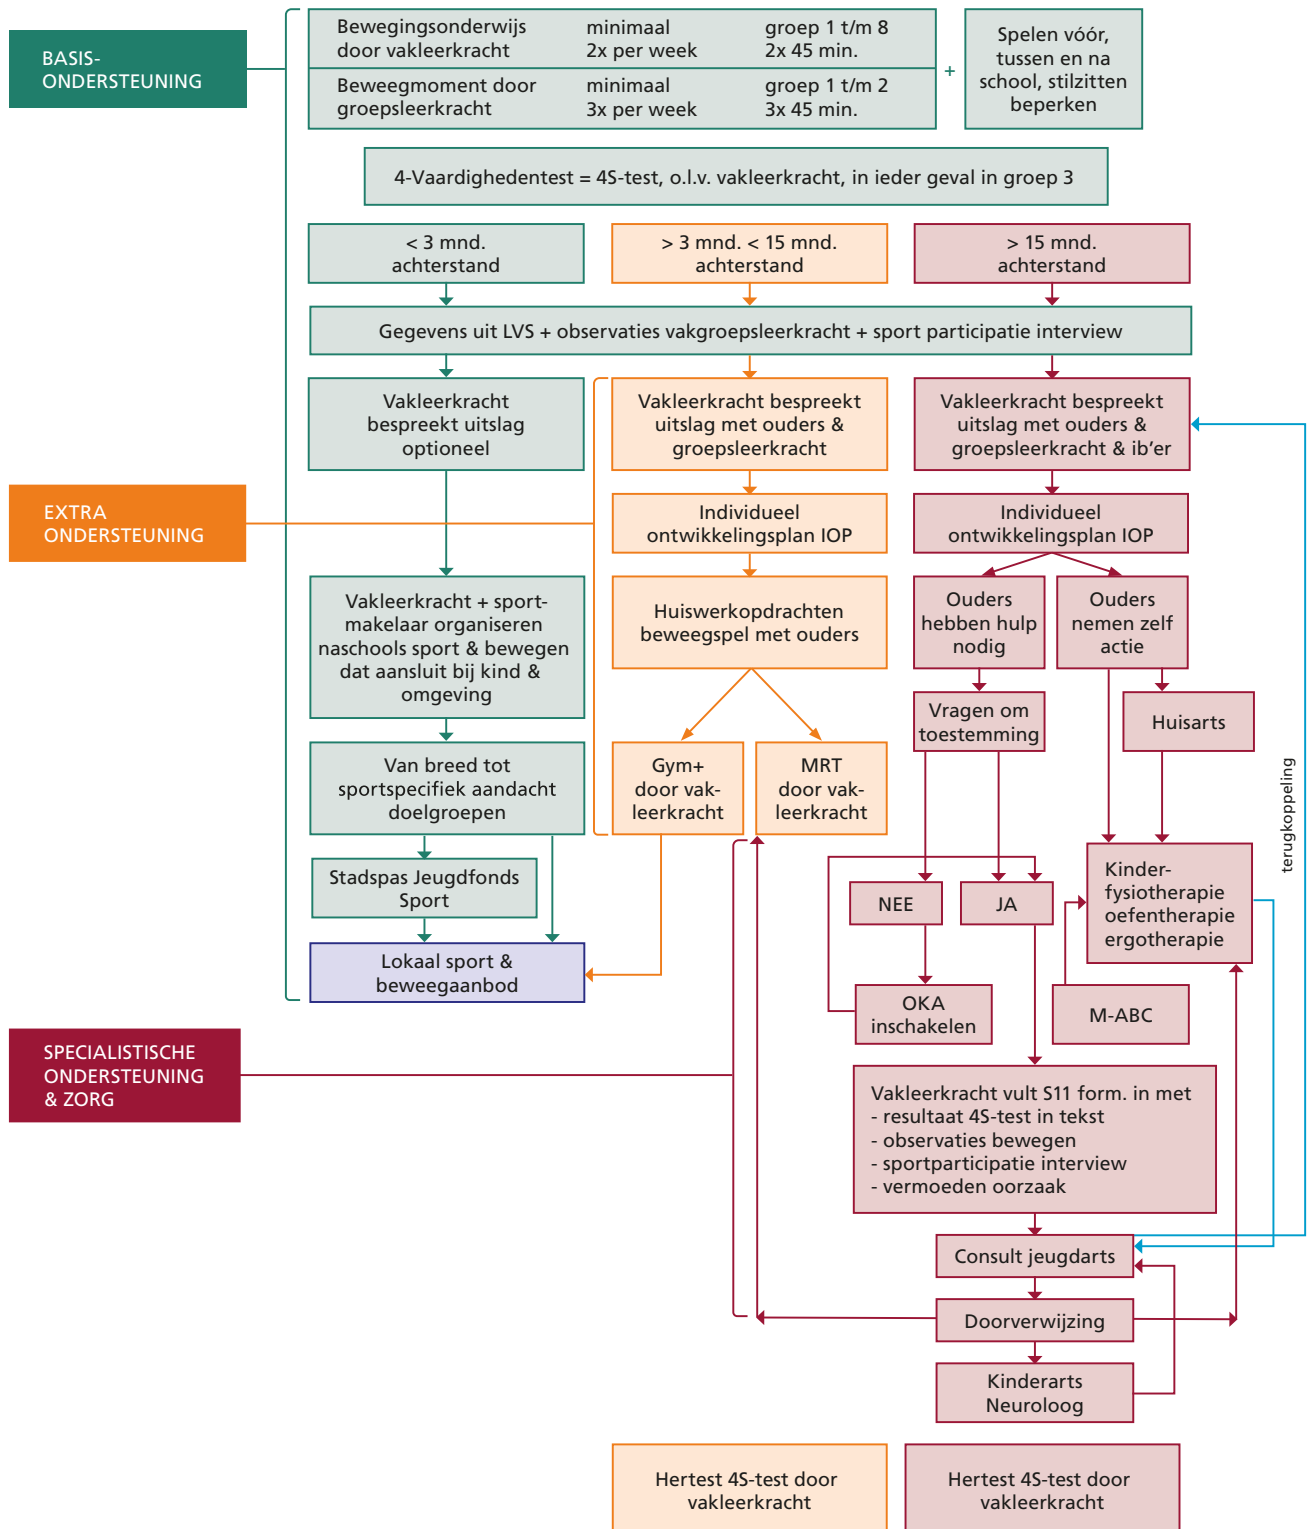 BASIS-
ONDERSTEUNING
Bewegingsonderwijs minimaal groep 1 t/m 8
door vakleerkracht 2x per week 2x 45 min.
Beweegmoment door minimaal groep 1 t/m 2
groepsleerkracht 3x per week 3x 45 min.
+
Spelen vóór,
tussen en na
school, stilzitten
beperken
4-Vaardighedentest = 4S-test, o.l.v. vakleerkracht, in ieder geval in groep 3
< 3 mnd.
achterstand
> 3 mnd. < 15 mnd.
achterstand
> 15 mnd.
achterstand
Gegevens uit LVS + observaties vakgroepsleerkracht + sport participatie interview
Vakleerkracht
bespreekt uitslag
optioneel
Vakleerkracht bespreekt
uitslag met ouders &
groepsleerkracht
Vakleerkracht bespreekt
uitslag met ouders &
groepsleerkracht & ib'er
EXTRA
ONDERSTEUNING
Individueel
ontwikkelingsplan IOP
Individueel
ontwikkelingsplan IOP
Vakleerkracht + sport-
makelaar organiseren
naschools sport & bewegen
dat aansluit bij kind &
omgeving
Huiswerkopdrachten
beweegspel met ouders
Ouders
hebben hulp
nodig
Ouders
nemen zelf
actie
Vragen om
toestemming
Huisarts
Van breed tot
sportspecifiek aandacht
doelgroepen
Gym+
door vak-
leerkracht
MRT
door vak-
leerkracht
terugkoppeling
Stadspas Jeugdfonds
Sport
NEE
JA
Kinder-
fysiotherapie
oefentherapie
ergotherapie
Lokaal sport &
beweegaanbod
OKA
inschakelen
M-ABC
SPECIALISTISCHE
ONDERSTEUNING
& ZORG
Vakleerkracht vult S11 form. in met
- resultaat 4S-test in tekst
- observaties bewegen
- sportparticipatie interview
- vermoeden oorzaak
Consult jeugdarts
Doorverwijzing
Kinderarts
Neuroloog
Hertest 4S-test door
vakleerkracht
Hertest 4S-test door
vakleerkracht